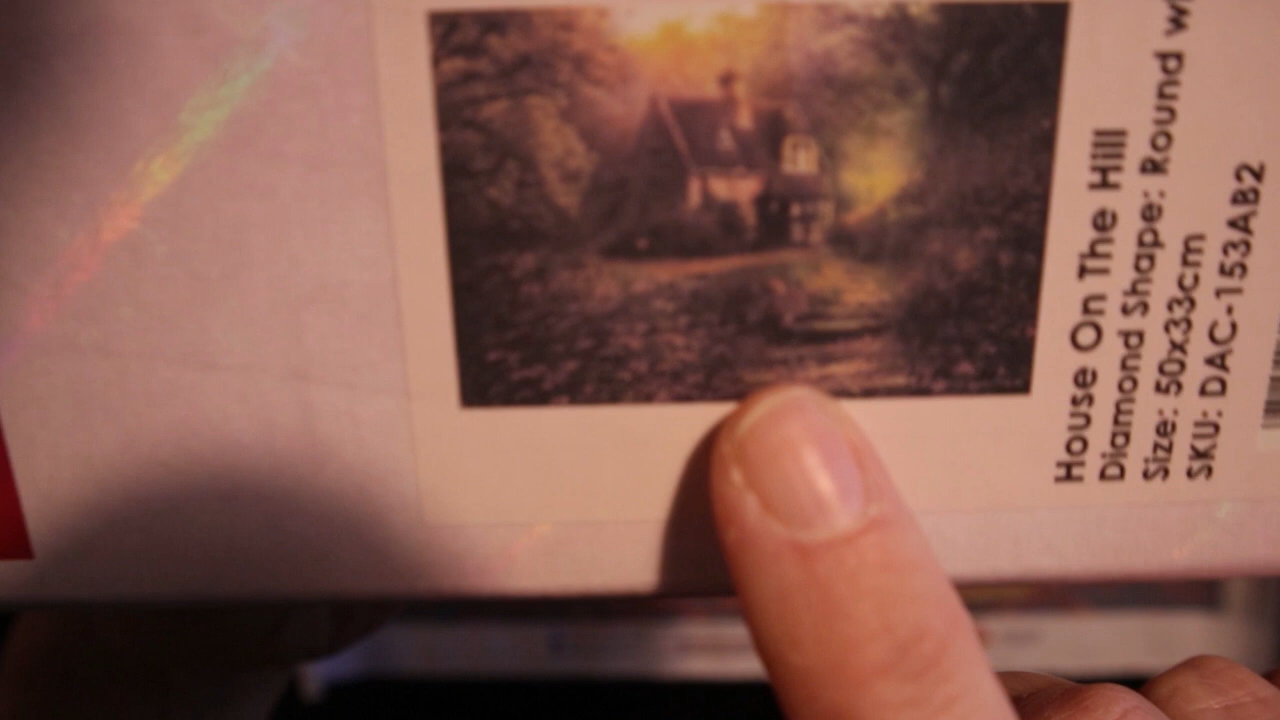 House On The Hill
Diamond Shape: Round
Size: 50x33cm
SKU: DAC-153AB2